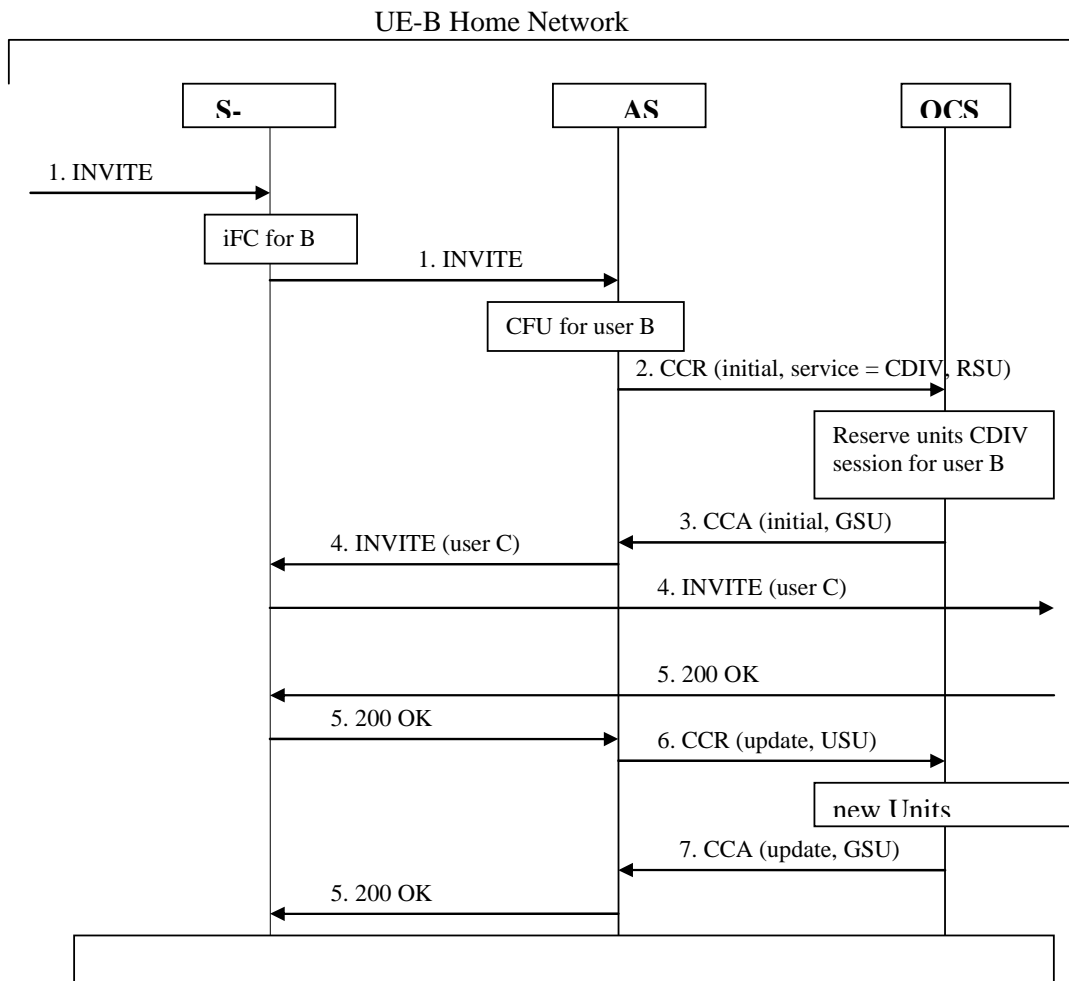 UE-B Home Network
S-
AS
OCS
1. INVITE
iFC for B
1. INVITE
CFU for user B
2. CCR (initial, service = CDIV, RSU)
Reserve units CDIV
session for user B
3. CCA (initial, GSU)
4. INVITE (user C)
4. INVITE (user C)
5. 200 OK
5. 200 OK
6. CCR (update, USU)
new Units
7. CCA (update, GSU)
5. 200 OK